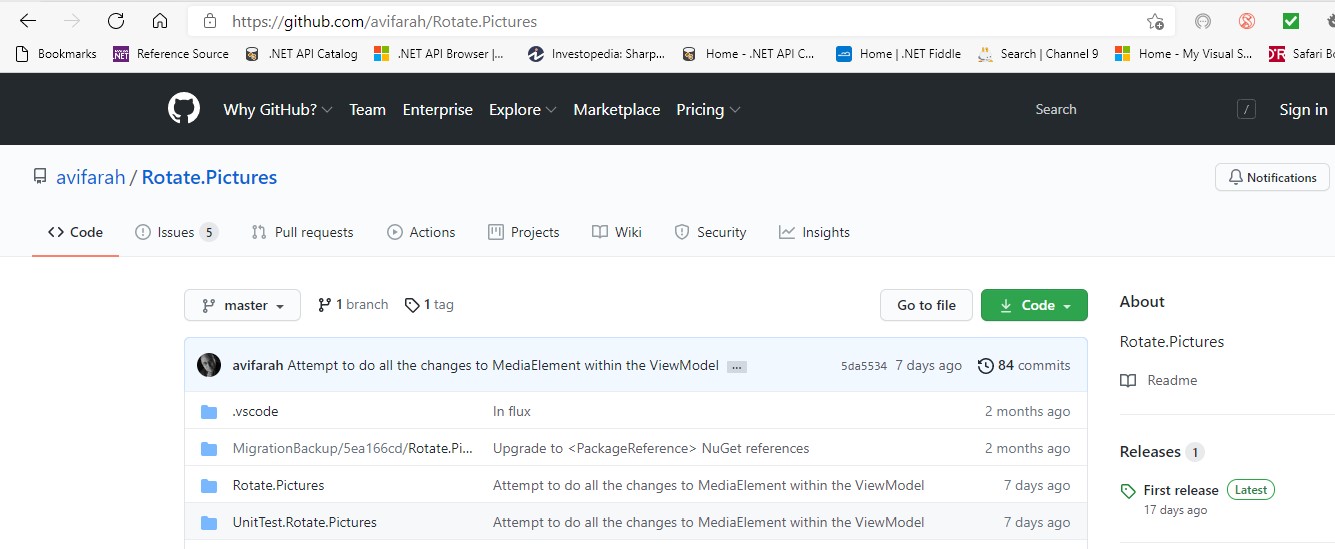 https://github.com/avifarah/Rotate.Pictures
Bookmarks Reference Source .NET API Catalog .NET API Browser |... Investopedia: Sharp... Home - .NET API C... Home | .NET Fiddle Search | Channel 9 Home - My Visual S... Safari Bo
Why GitHub? Team Enterprise Explore Marketplace Pricing Search / Sign in
avifarah / Rotate.Pictures Notifications
Code Issues 5 Pull requests Actions Projects Wiki Security Insights
master 1 branch 1 tag Go to file Code
About
Rotate.Pictures
avifarah Attempt to do all the changes to MediaElement within the ViewModel ... 5da5534 7 days ago 84 commits
Readme
.vscode In flux 2 months ago
MigrationBackup/5ea166cd/Rotate.Pi... Upgrade to <PackageReference> NuGet references 2 months ago
Releases 1
Rotate.Pictures Attempt to do all the changes to MediaElement within the ViewModel 7 days ago
First release Latest
17 days ago
UnitTest.Rotate.Pictures Attempt to do all the changes to MediaElement within the ViewModel 7 days ago